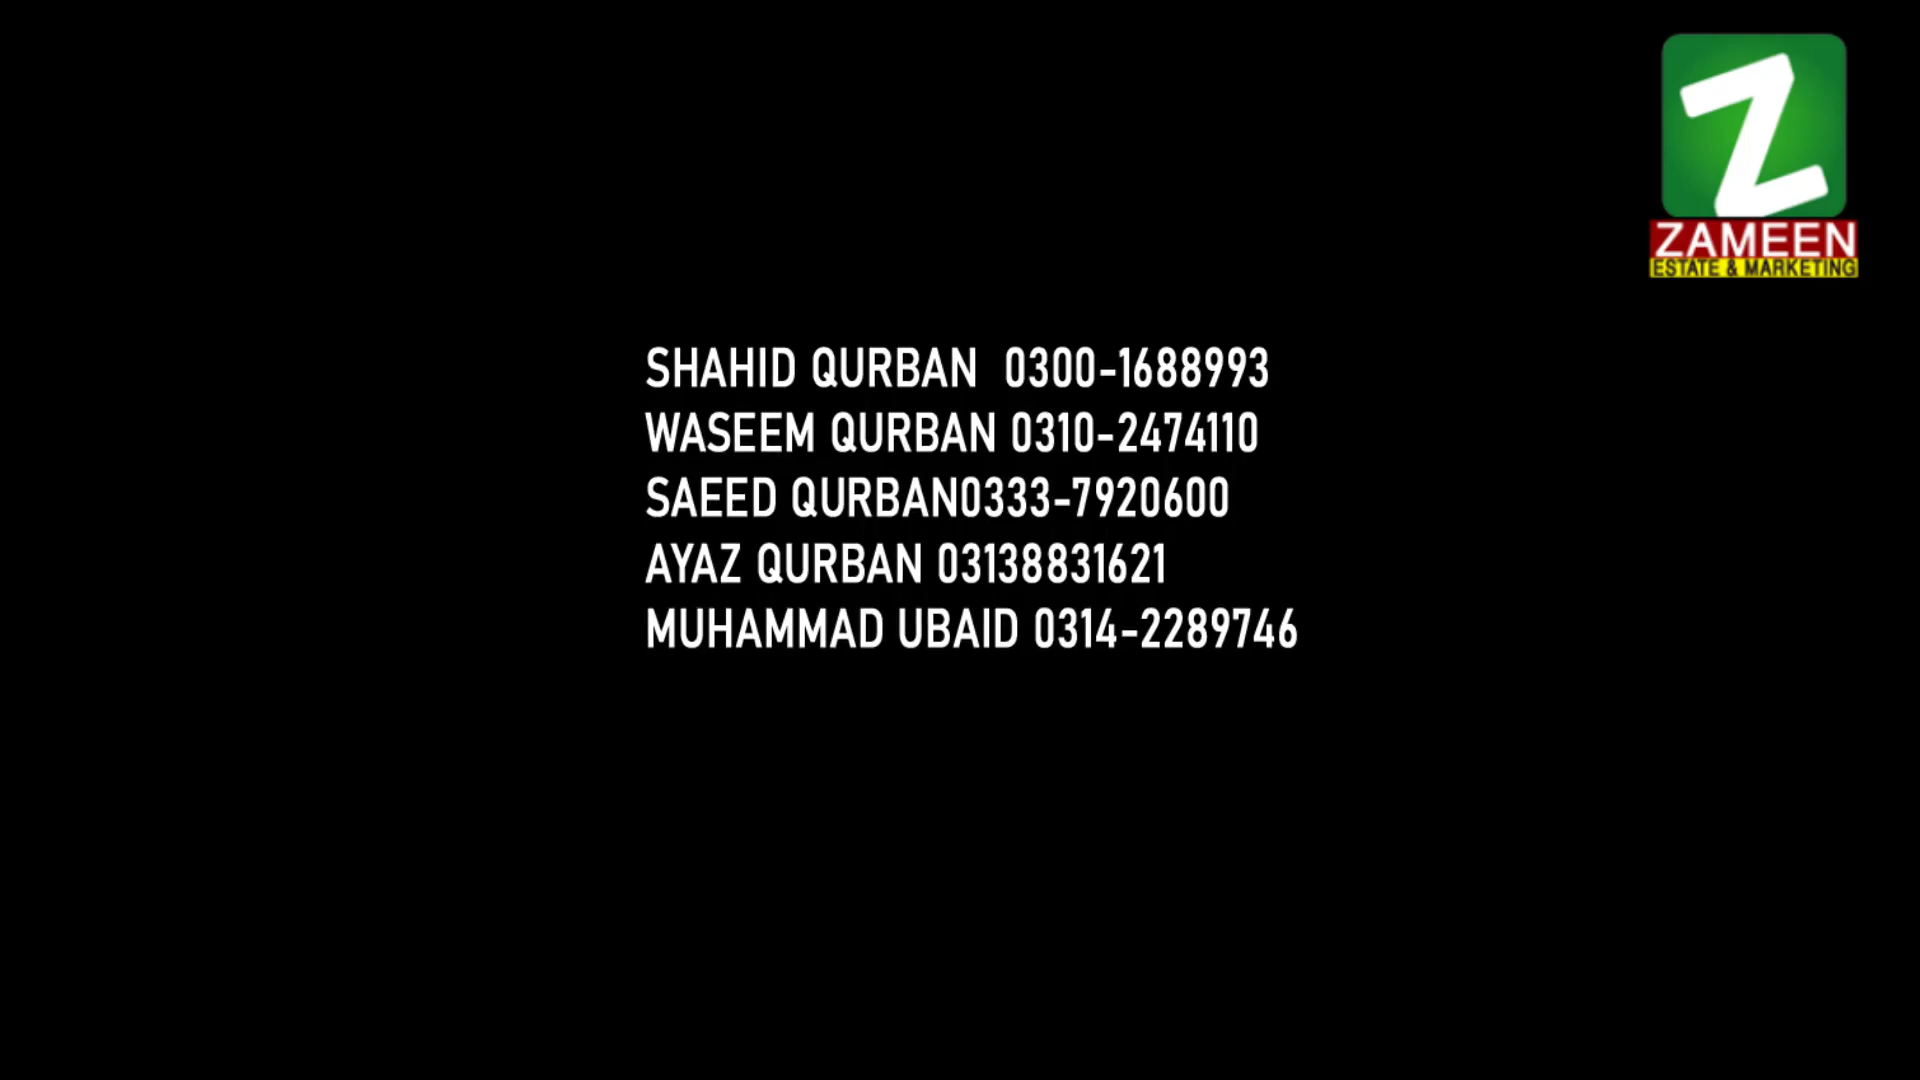 Z
ZAMEEN
ESTATE & MARKETING
SHAHID QURBAN  0300-1688993
WASEEM QURBAN 0310-2474110
SAEED QURBAN0333-7920600
AYAZ QURBAN 03138831621
MUHAMMAD UBAID 0314-2289746